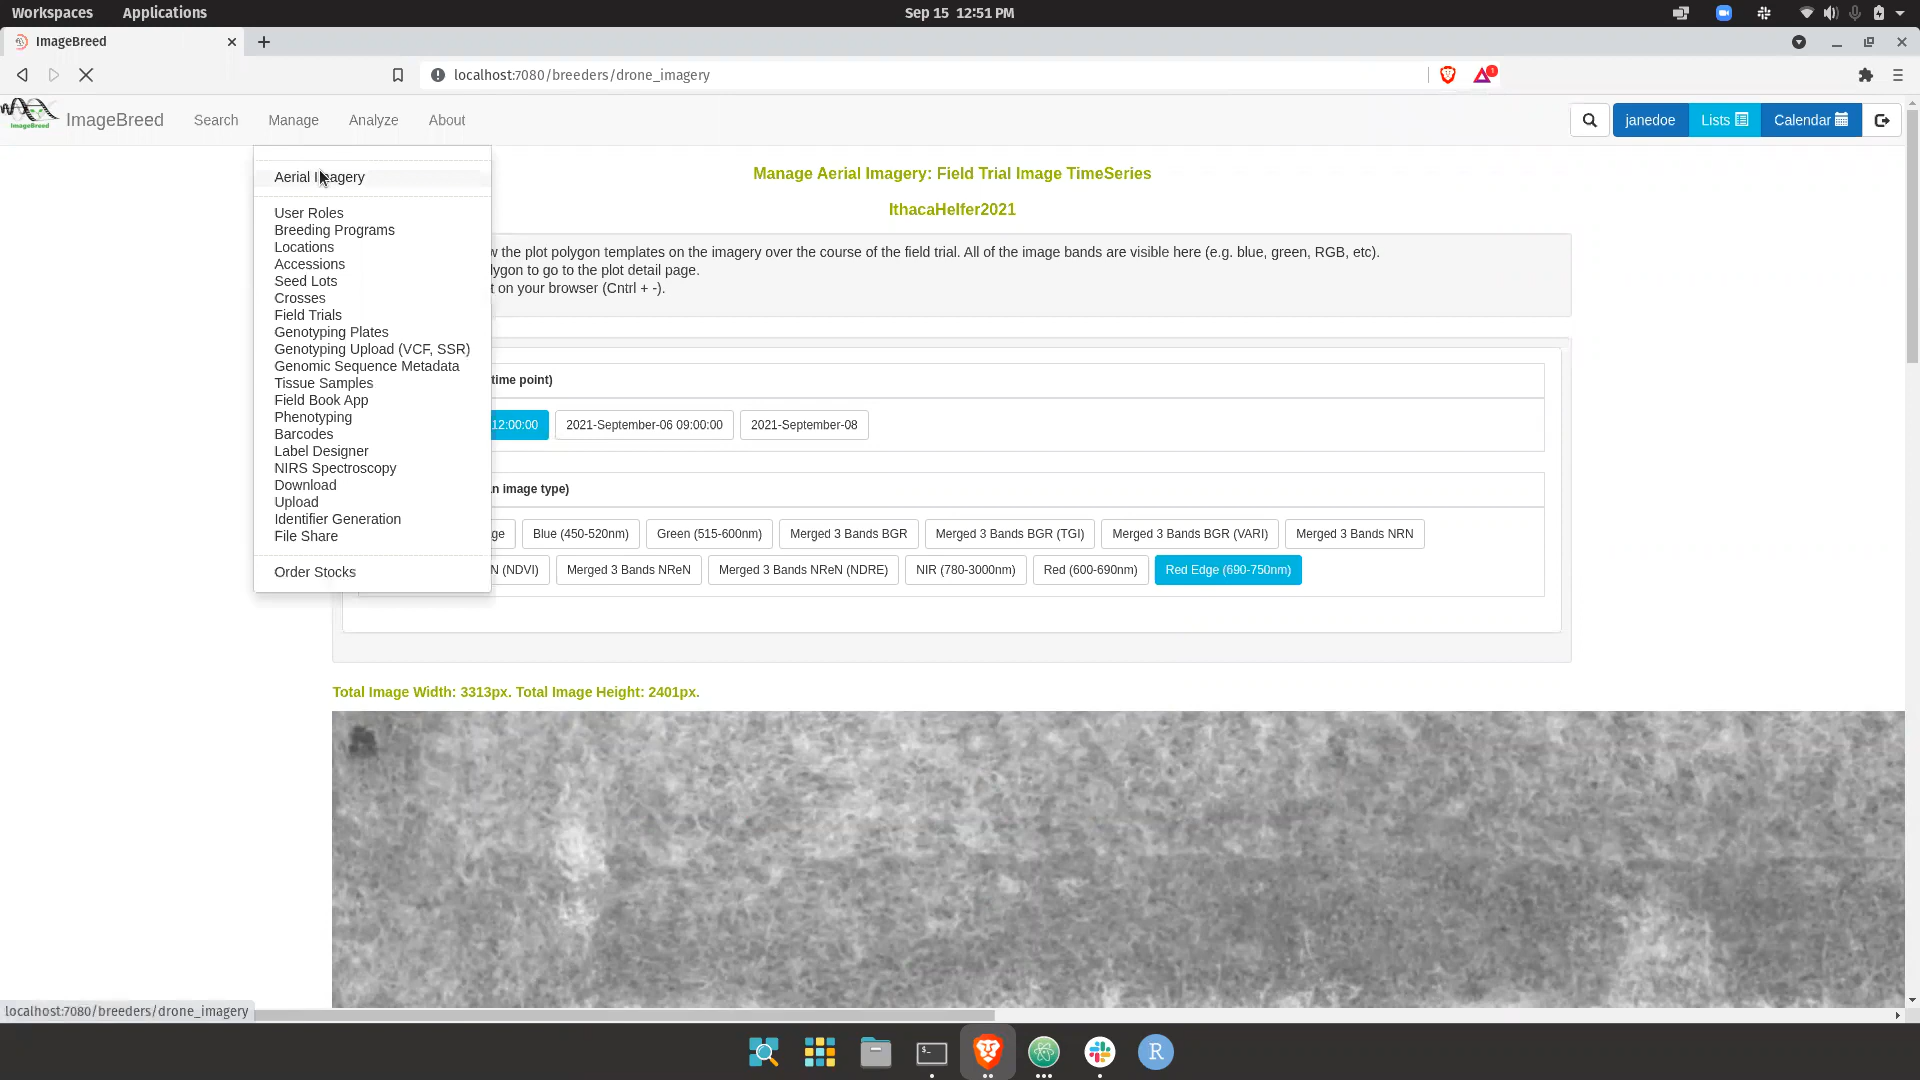 Workspaces Applications Sep 15 12:51 PM
ImageBreed
localhost:7080/breeders/drone_imagery 1
ImageBreed ImageBreed Search Manage Analyze About janedoe Lists Calendar
Manage Aerial Imagery: Field Trial Image TimeSeries
IthacaHelfer2021
Aerial Imagery
User Roles
Breeding Programs
Locations
Accessions
Seed Lots
Crosses
Field Trials
Genotyping Plates
Genotyping Upload (VCF, SSR)
Genomic Sequence Metadata
Tissue Samples
Field Book App
Phenotyping
Barcodes
Label Designer
NIRS Spectroscopy
Download
Upload
Identifier Generation
File Share
Order Stocks
w the plot polygon templates on the imagery over the course of the field trial. All of the image bands are visible here (e.g. blue, green, RGB, etc).
lygon to go to the plot detail page.
t on your browser (Cntrl + -).
time point)
12:00:00 2021-September-06 09:00:00 2021-September-08
n image type)
ge Blue (450-520nm) Green (515-600nm) Merged 3 Bands BGR Merged 3 Bands BGR (TGI) Merged 3 Bands BGR (VARI) Merged 3 Bands NRN
N (NDVI) Merged 3 Bands NReN Merged 3 Bands NReN (NDRE) NIR (780-3000nm) Red (600-690nm) Red Edge (690-750nm)
Total Image Width: 3313px. Total Image Height: 2401px.
localhost:7080/breeders/drone_imagery
$_
R